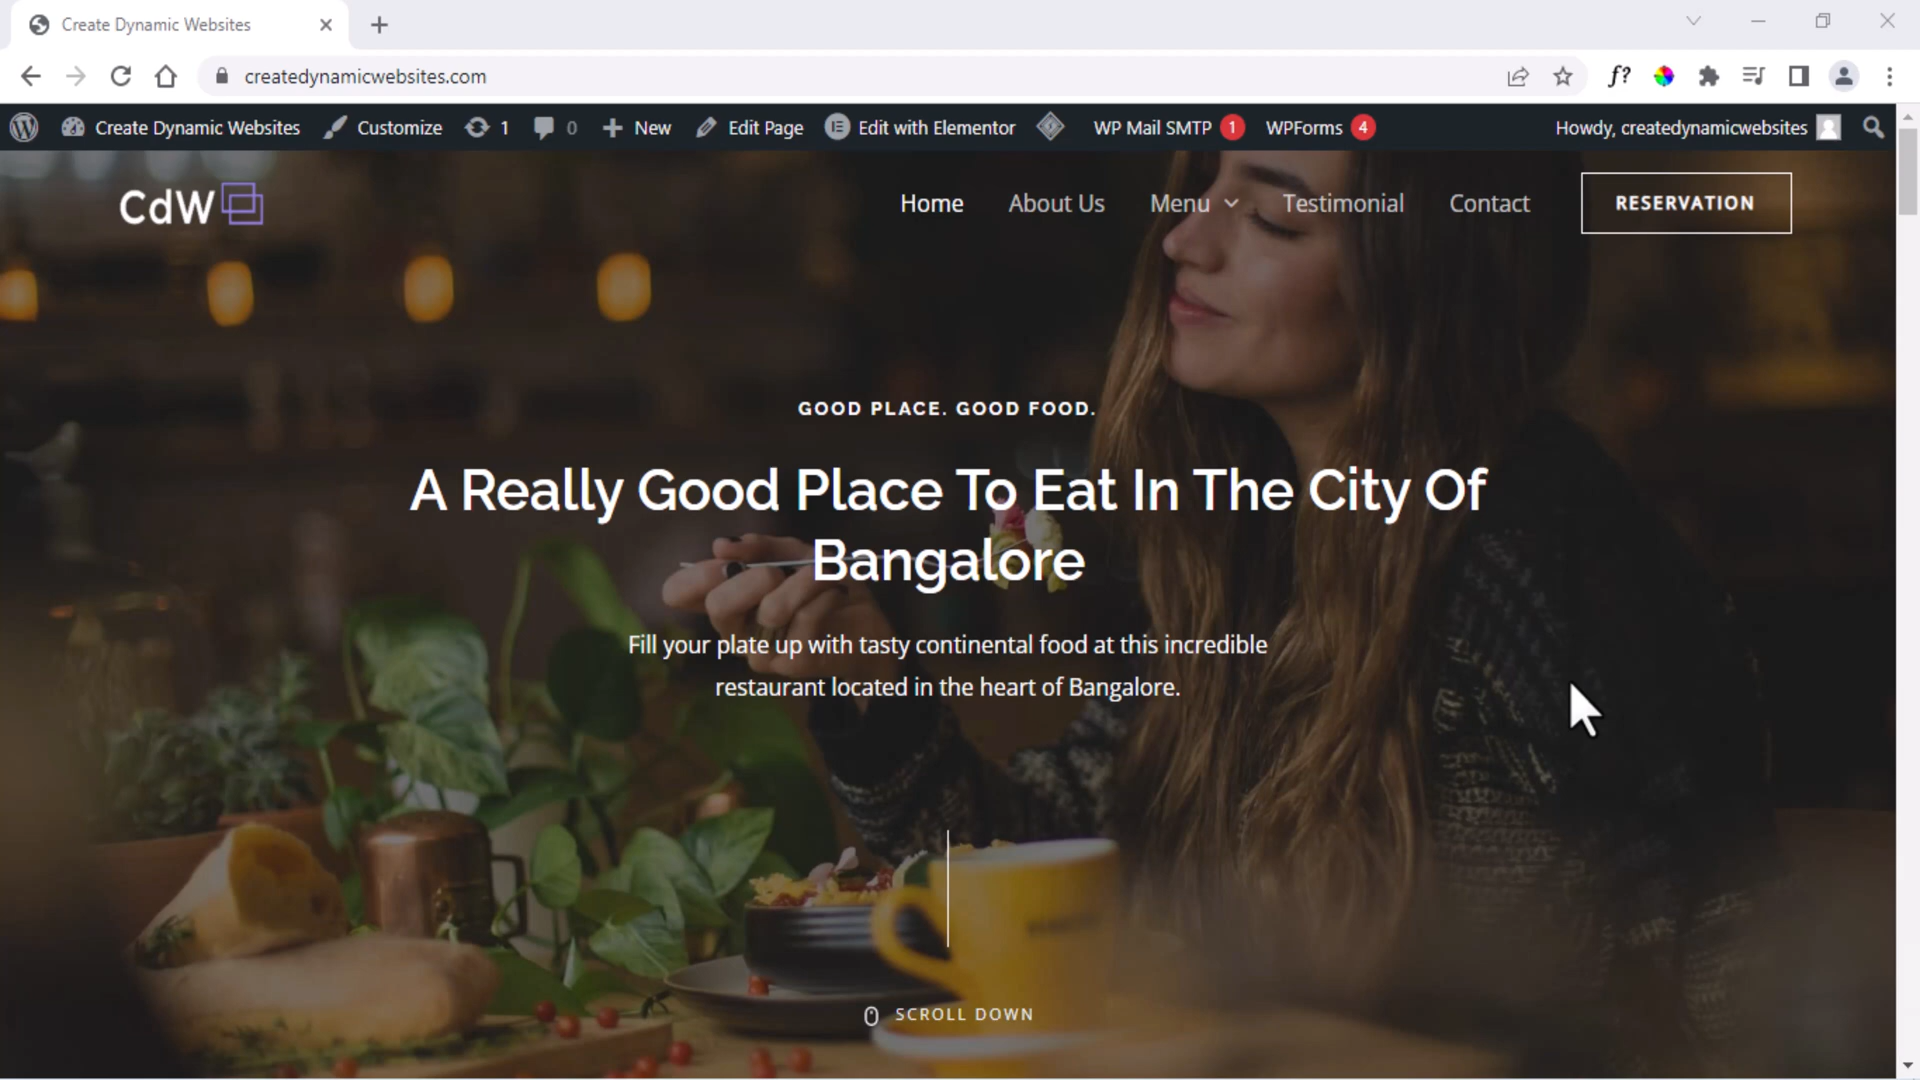 Create Dynamic Websites
createdynamicwebsites.com
f?
Create Dynamic Websites Customize 1 0 New Edit Page Edit with Elementor WP Mail SMTP 1 WPForms 4 Howdy, createdynamicwebsites
CdW Home About Us Menu Testimonial Contact RESERVATION
GOOD PLACE. GOOD FOOD.
A Really Good Place To Eat In The City Of
Bangalore
Fill your plate up with tasty continental food at this incredible
restaurant located in the heart of Bangalore.
SCROLL DOWN